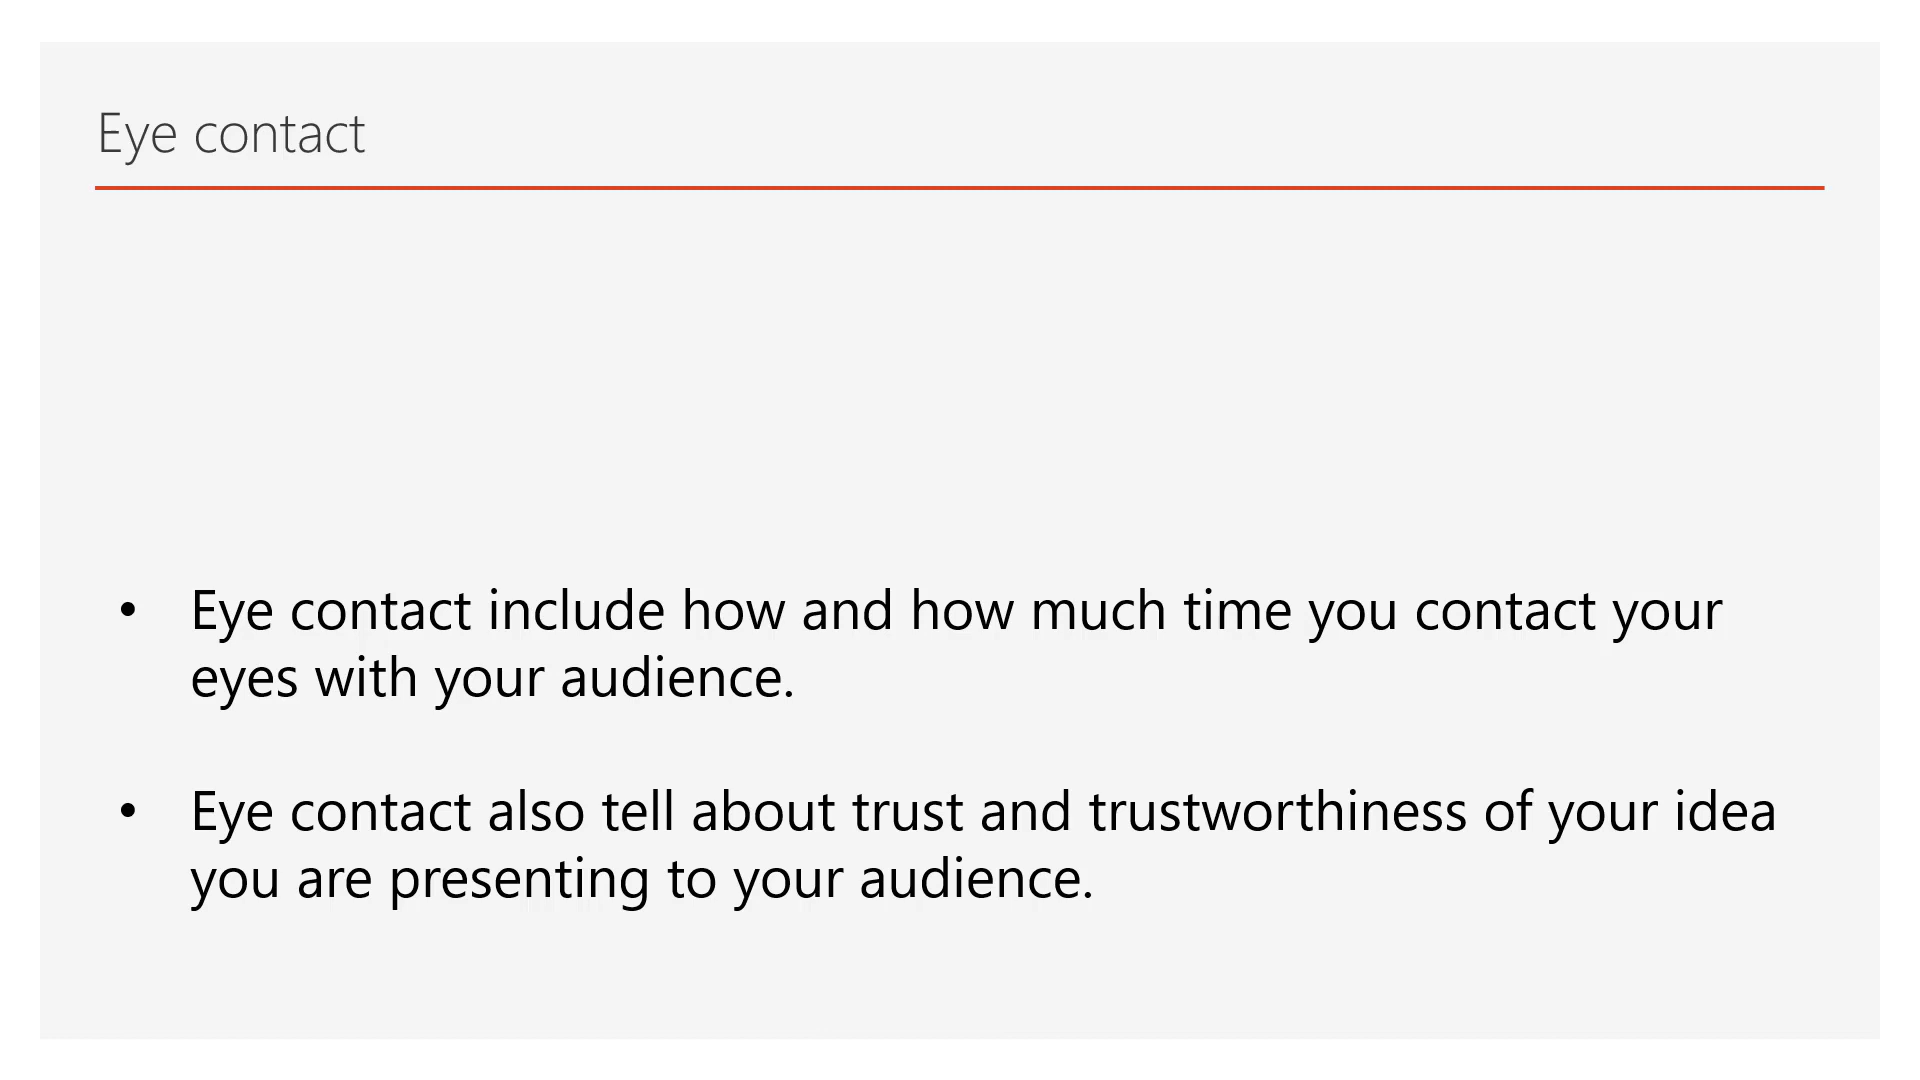 Eye contact
• Eye contact include how and how much time you contact your
eyes with your audience.
• Eye contact also tell about trust and trustworthiness of your idea
you are presenting to your audience.